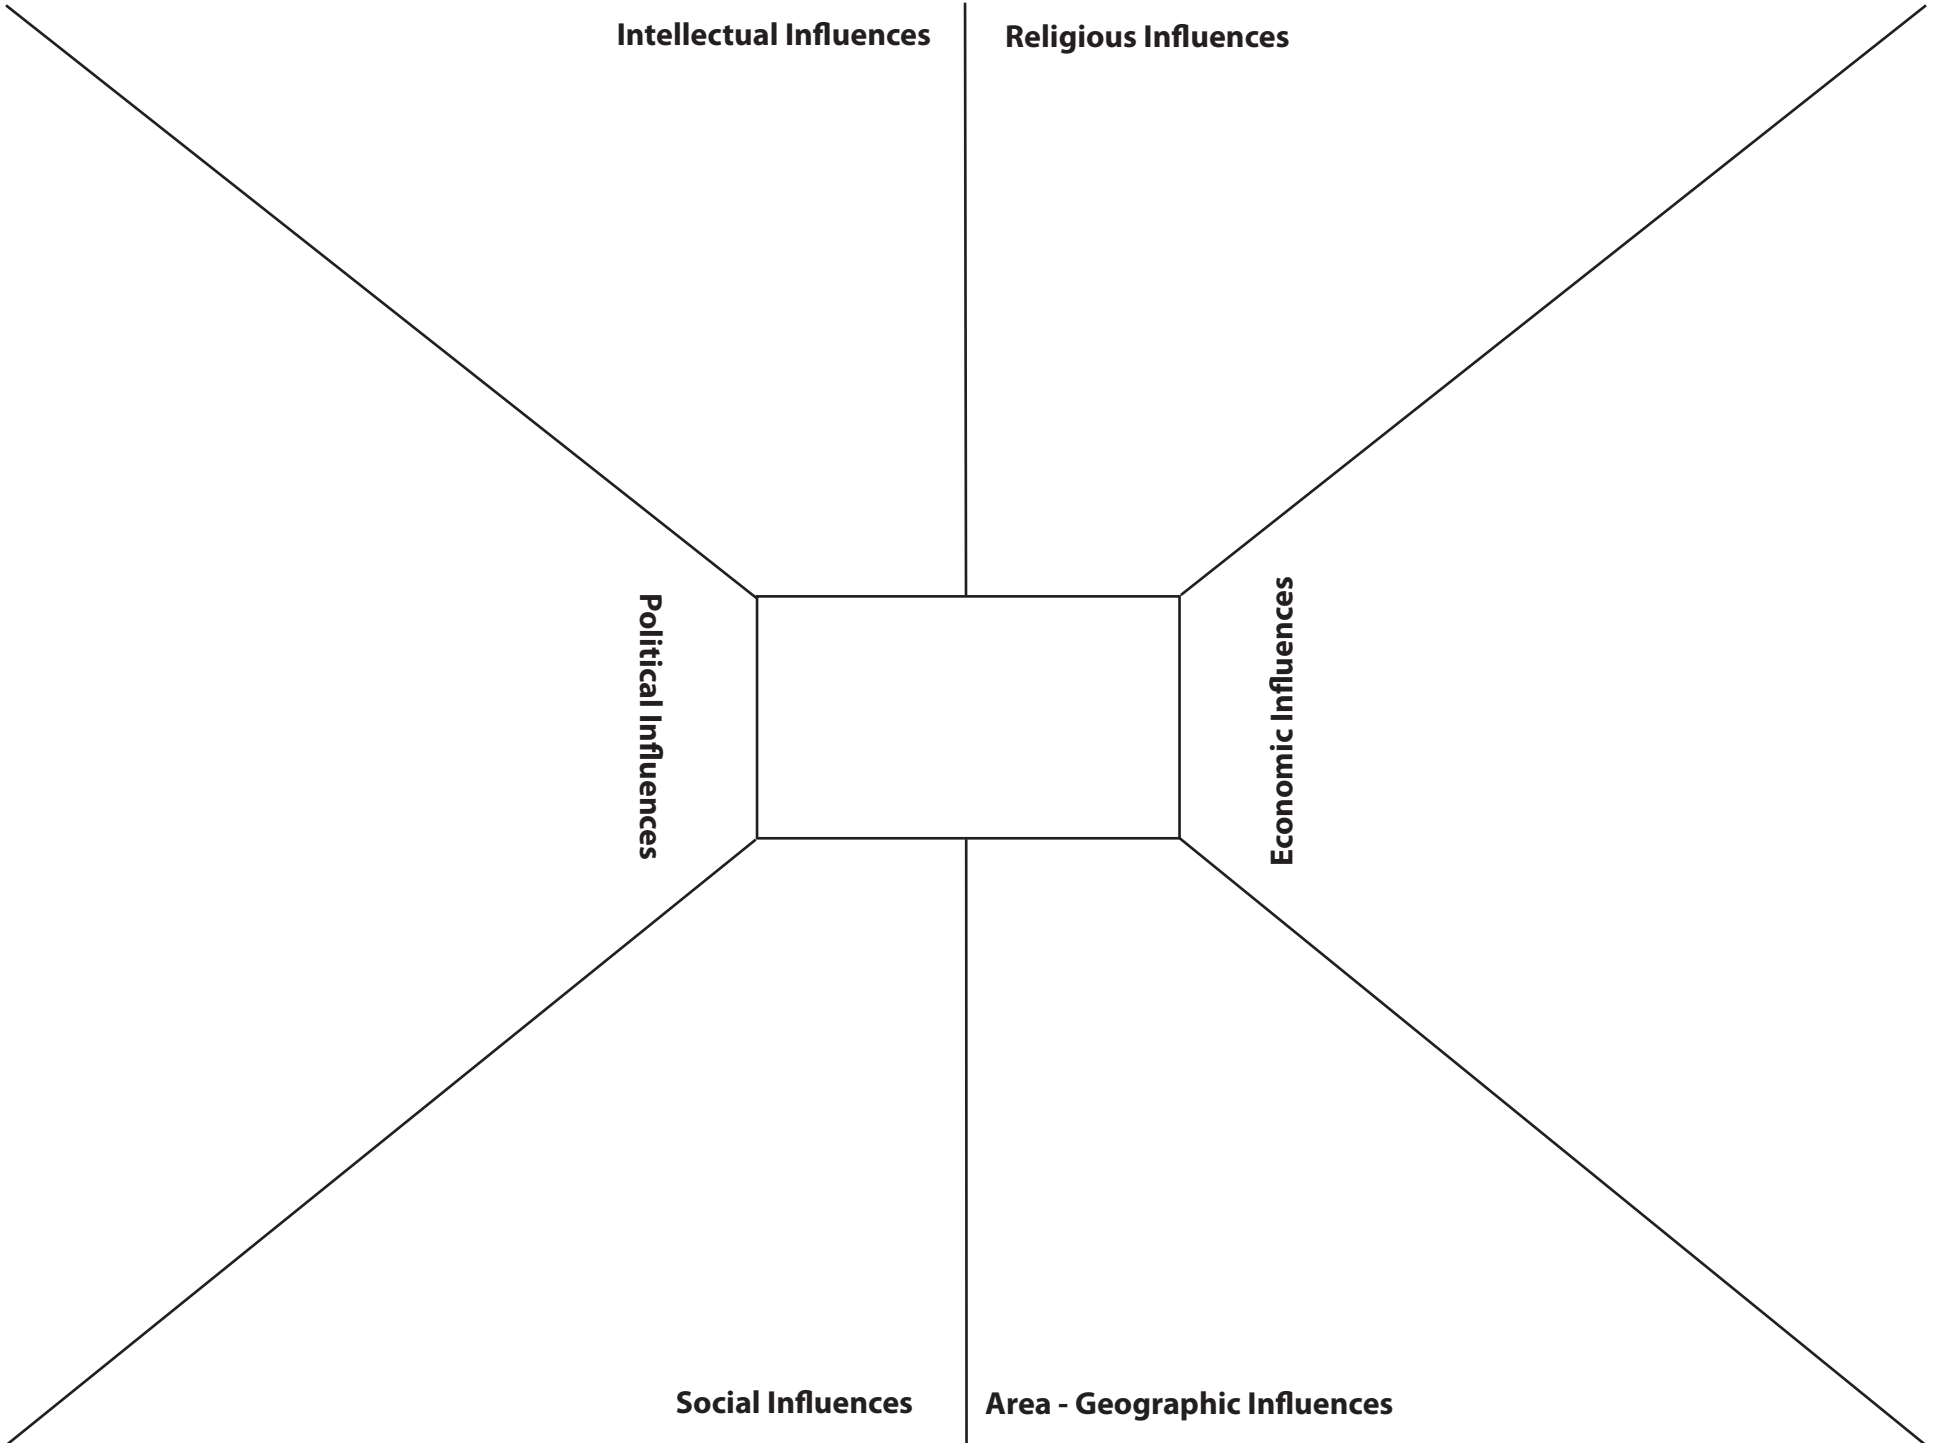 Intellectual Influences
Religious Influences
Political Influences
Economic Influences
Social Influences
Area - Geographic Influences